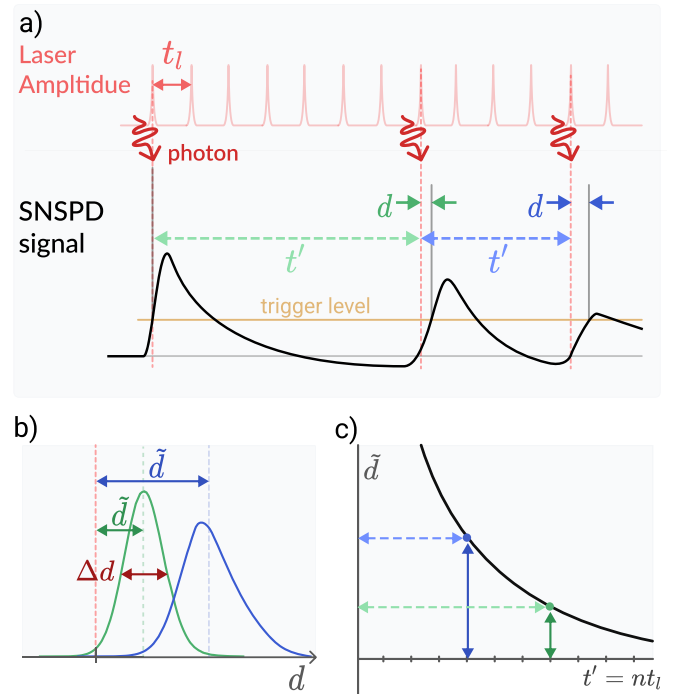 a)
Laser
Ampltidue
t_l
photon
SNSPD
signal
d
d
t′
t′
trigger level
b)
d̃
d̃
Δd
d
c)
d̃
t′ = nt_l